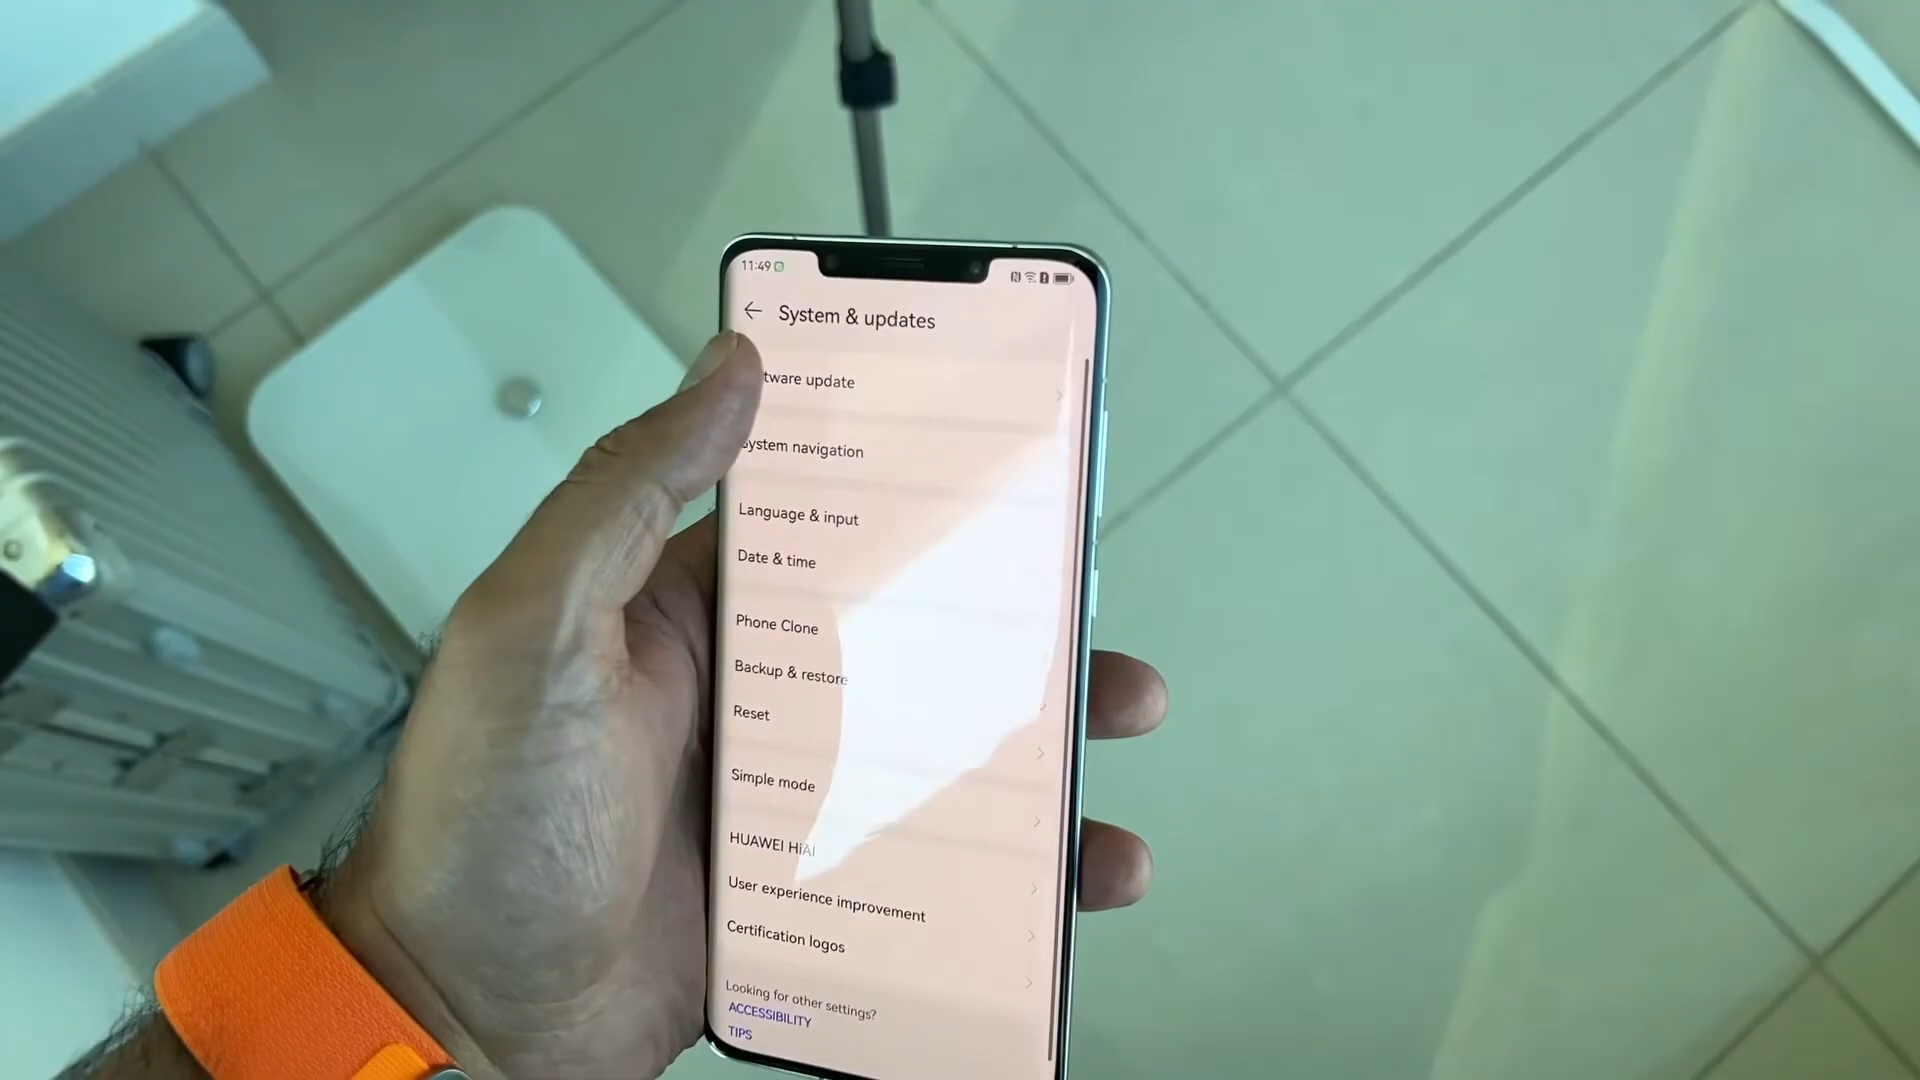 11:49
System & updates
tware update
System navigation
Language & input
Date & time
Phone Clone
Backup & restore
Reset
Simple mode
HUAWEI HiAI
User experience improvement
Certification logos
Looking for other settings?
ACCESSIBILITY
TIPS